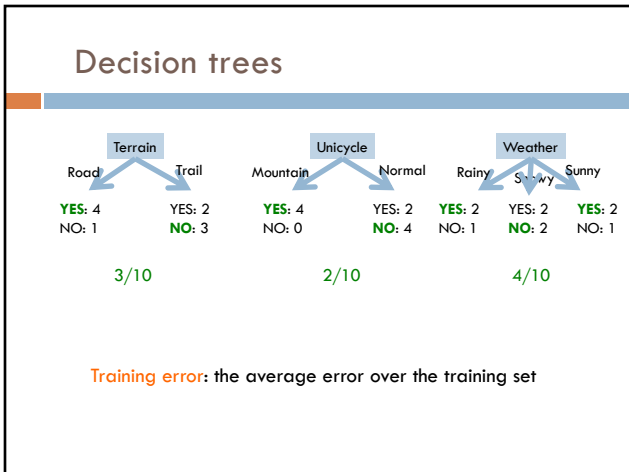 Decision trees
Terrain
Road
Trail
YES: 4
NO: 1
YES: 2
NO: 3
3/10
Unicycle
Mountain
Normal
YES: 4
NO: 0
YES: 2
NO: 4
2/10
Weather
Rainy
Snowy
Sunny
YES: 2
NO: 1
YES: 2
NO: 2
YES: 2
NO: 1
4/10
Training error: the average error over the training set